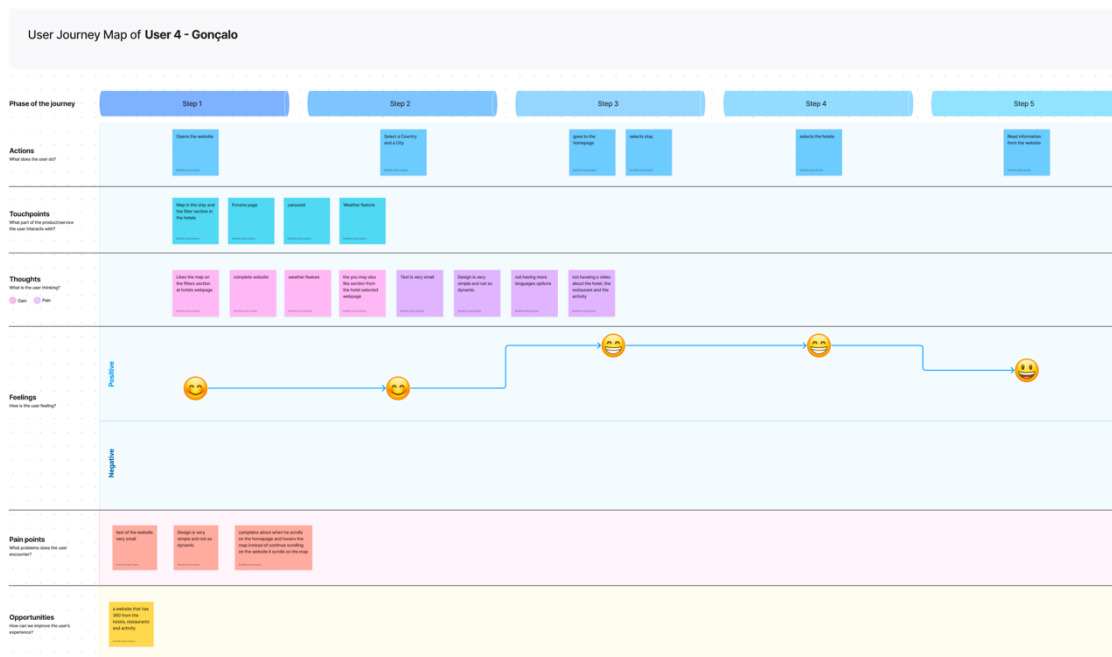 User Journey Map of User 4 - Gonçalo
Phase of the journey
Step 1
Step 2
Step 3
Step 4
Step 5
Actions
What does the user do?
Opens the website
Select a Country
and a City
goes to the
homepage
selects stay
selects the hotels
Read information
form the website
Touchpoints
What part of the product/service
the user interacts with?
Map in the stay and
the filter section in
the hotels
Forums page
carousell
Weather feature
Thoughts
What is the user thinking?
Gain
Pain
Likes the map on
the filters section
at hotels webpage
complete website
weather feature
the you may also
like section from
the hotel selected
webpage
Text is very small
Design is very
simple and not so
dynamic
not having more
languages options
not having a video
about the hotel, the
restaurant and the
activity
Feelings
How is the user feeling?
Positive
Negative
Pain points
What problems does the user
encounter?
text of the website
very small
Design is very
simple and not so
dynamic
complains about when he scrolls
on the homepage and hovers the
map instead of continue scrolling
on the website it scrolls on the map
Opportunities
How can we improve the user's
experience?
a website that has
360 from the
hotels, restaurants
and activity